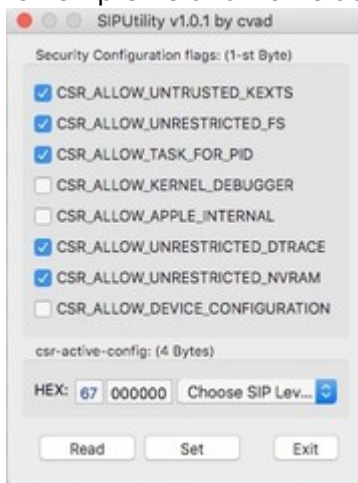 SIPUtility v1.0.1 by cvad
Security Configuration flags: (1-st Byte)
CSR_ALLOW_UNTRUSTED_KEXTS
CSR_ALLOW_UNRESTRICTED_FS
CSR_ALLOW_TASK_FOR_PID
CSR_ALLOW_KERNEL_DEBUGGER
CSR_ALLOW_APPLE_INTERNAL
CSR_ALLOW_UNRESTRICTED_DTRACE
CSR_ALLOW_UNRESTRICTED_NVRAM
CSR_ALLOW_DEVICE_CONFIGURATION
csr-active-config: (4 Bytes)
HEX: 67 000000 Choose SIP Lev...
Read Set Exit